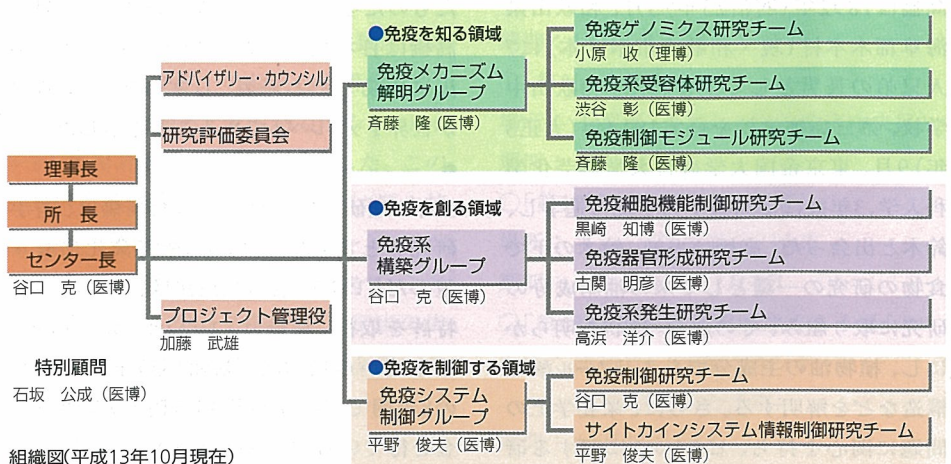 理事長
所　長
センター長
谷口　克（医博）
特別顧問
石坂　公成（医博）
組織図(平成13年10月現在)
アドバイザリー・カウンシル
研究評価委員会
プロジェクト管理役
加藤　武雄
●免疫を知る領域
免疫メカニズム
解明グループ
斉藤　隆（医博）
免疫ゲノミクス研究チーム
小原　收（理博）
免疫系受容体研究チーム
渋谷　彰（医博）
免疫制御モジュール研究チーム
斉藤　隆（医博）
●免疫を創る領域
免疫系
構築グループ
谷口　克（医博）
免疫細胞機能制御研究チーム
黒崎　知博（医博）
免疫器官形成研究チーム
古関　明彦（医博）
免疫系発生研究チーム
高浜　洋介（医博）
●免疫を制御する領域
免疫システム
制御グループ
平野　俊夫（医博）
免疫制御研究チーム
谷口　克（医博）
サイトカインシステム情報制御研究チーム
平野　俊夫（医博）